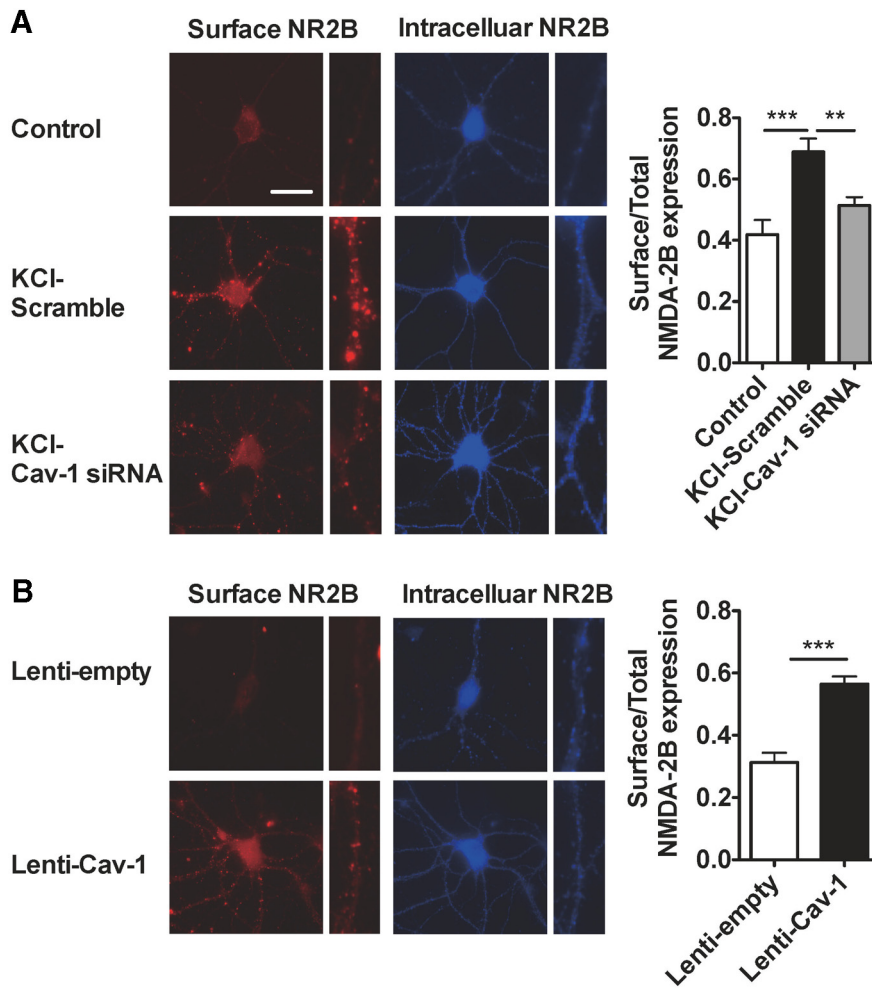 A
Surface NR2B
Intracelluar NR2B
Control
KCl-
Scramble
KCl-
Cav-1 siRNA
Surface/Total
NMDA-2B expression
0.8
0.6
0.4
0.2
0.0
***
**
Control
KCl-Scramble
KCl-Cav-1 siRNA
B
Surface NR2B
Intracelluar NR2B
Lenti-empty
Lenti-Cav-1
Surface/Total
NMDA-2B expression
0.8
0.6
0.4
0.2
0.0
***
Lenti-empty
Lenti-Cav-1